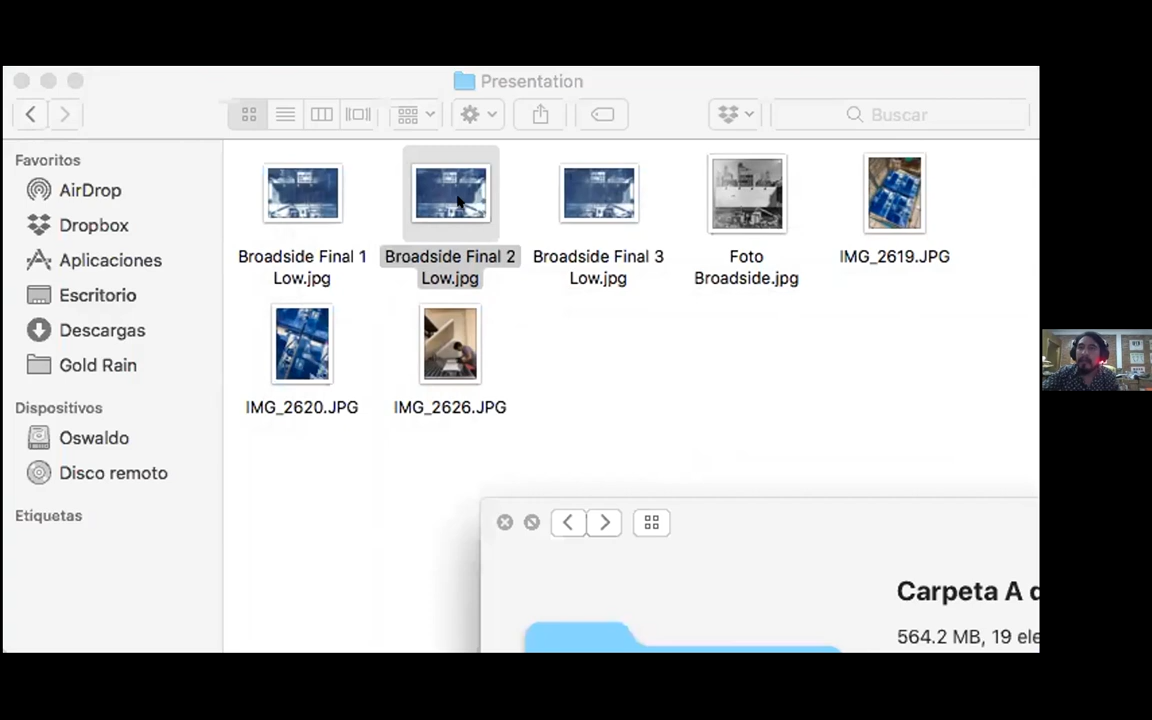 Presentation
Buscar
Favoritos
AirDrop
Dropbox
Aplicaciones
Escritorio
Descargas
Gold Rain
Dispositivos
Oswaldo
Disco remoto
Etiquetas
Broadside Final 1
Low.jpg
Broadside Final 2
Low.jpg
Broadside Final 3
Low.jpg
Foto
Broadside.jpg
IMG_2619.JPG
IMG_2620.JPG
IMG_2626.JPG
Carpeta A
564.2 MB, 19